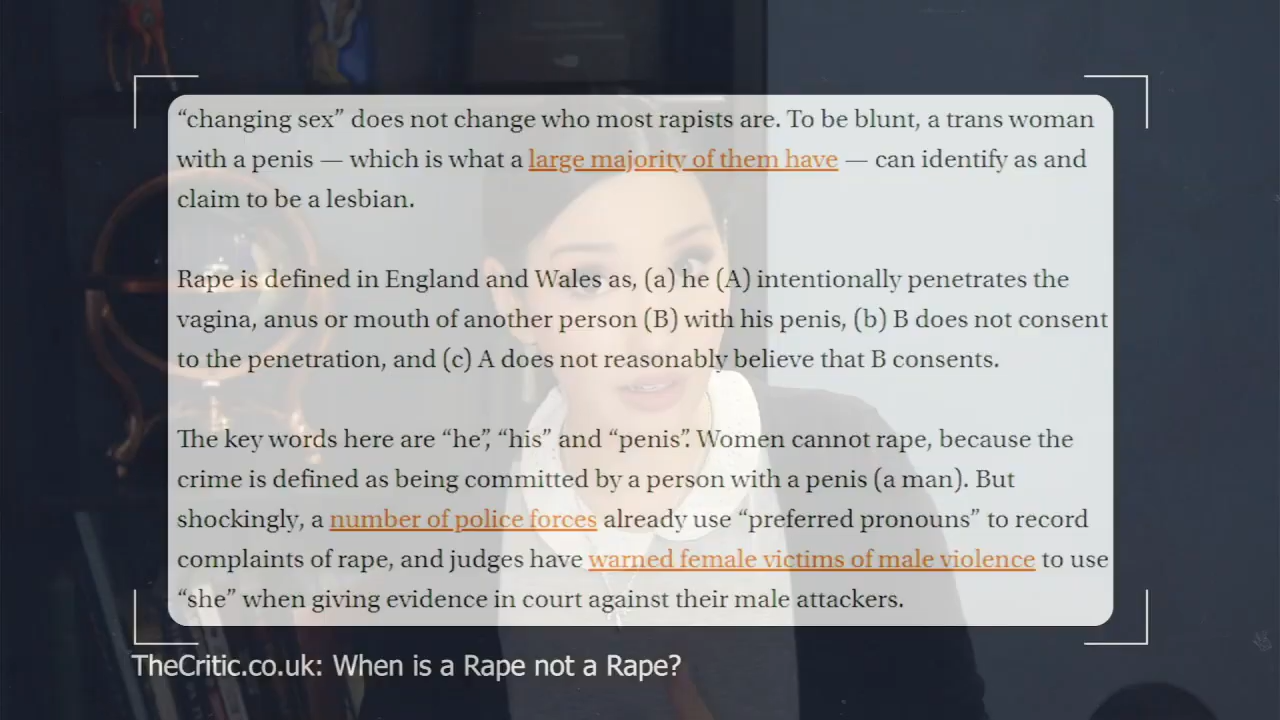 “changing sex” does not change who most rapists are. To be blunt, a trans woman
with a penis — which is what a large majority of them have — can identify as and
claim to be a lesbian.
Rape is defined in England and Wales as, (a) he (A) intentionally penetrates the
vagina, anus or mouth of another person (B) with his penis, (b) B does not consent
to the penetration, and (c) A does not reasonably believe that B consents.
The key words here are “he”, “his” and “penis”. Women cannot rape, because the
crime is defined as being committed by a person with a penis (a man). But
shockingly, a number of police forces already use “preferred pronouns” to record
complaints of rape, and judges have warned female victims of male violence to use
“she” when giving evidence in court against their male attackers.
TheCritic.co.uk: When is a Rape not a Rape?